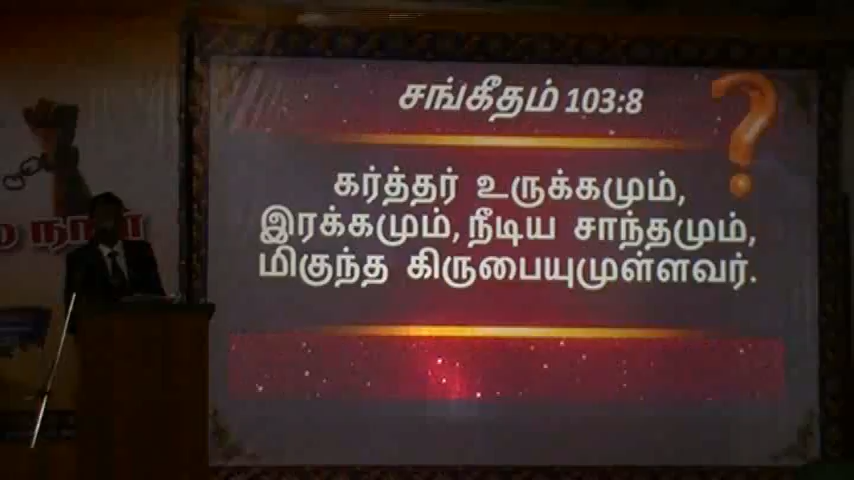 சங்கீதம் 103:8
?
கர்த்தர் உருக்கமும்,
இரக்கமும், நீடிய சாந்தமும்,
மிகுந்த கிருபையுமுள்ளவர்.
நாள்